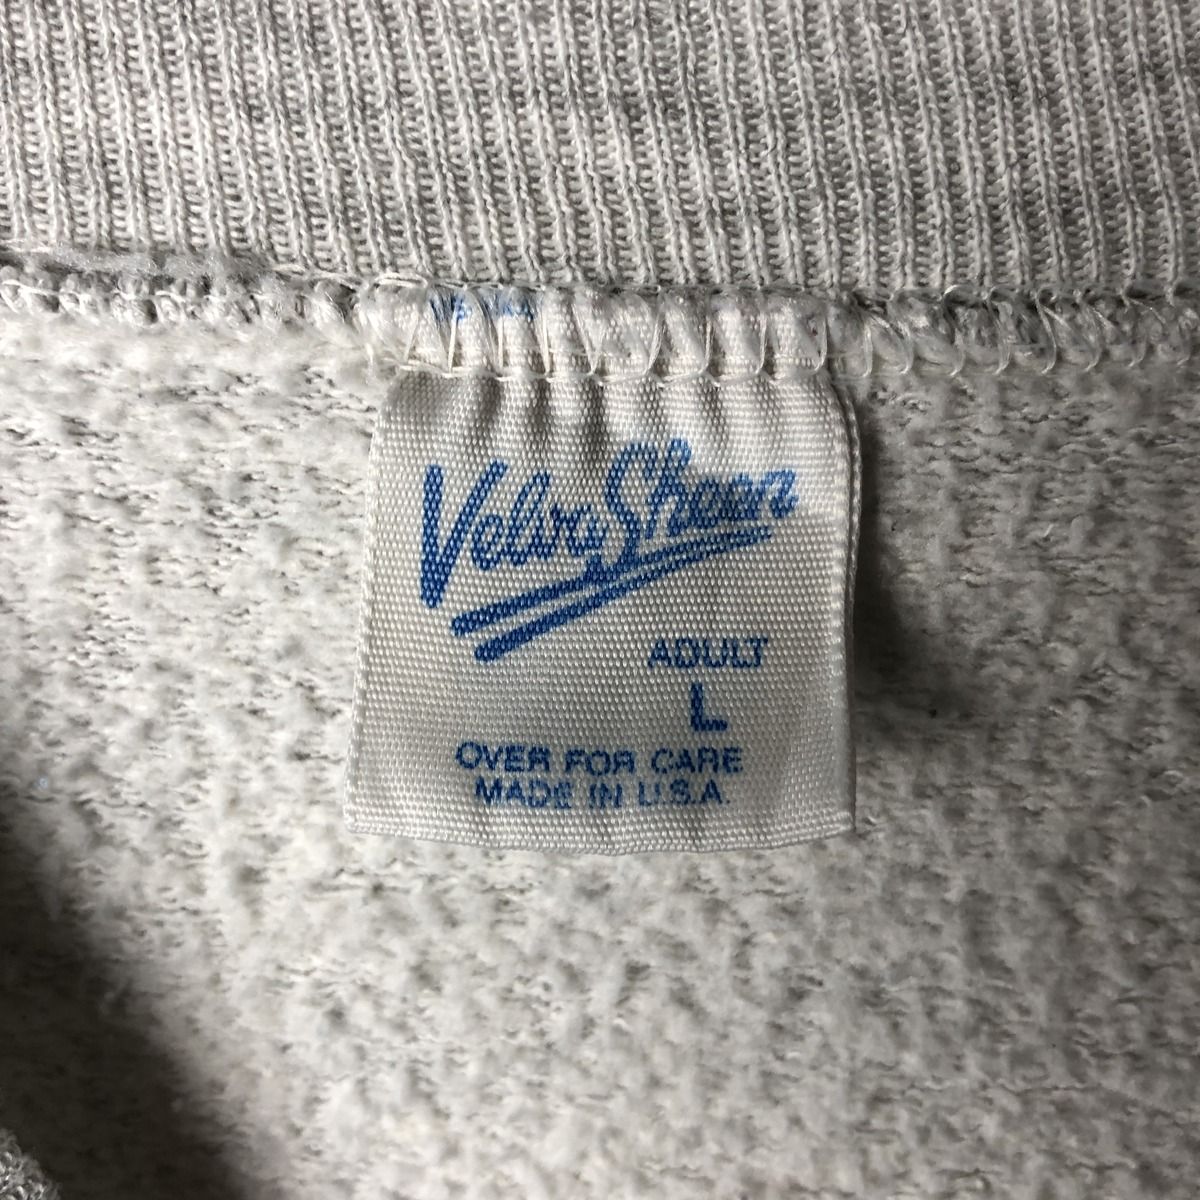 Velva Sheen
ADULT
L
OVER FOR CARE
MADE IN U.S.A.